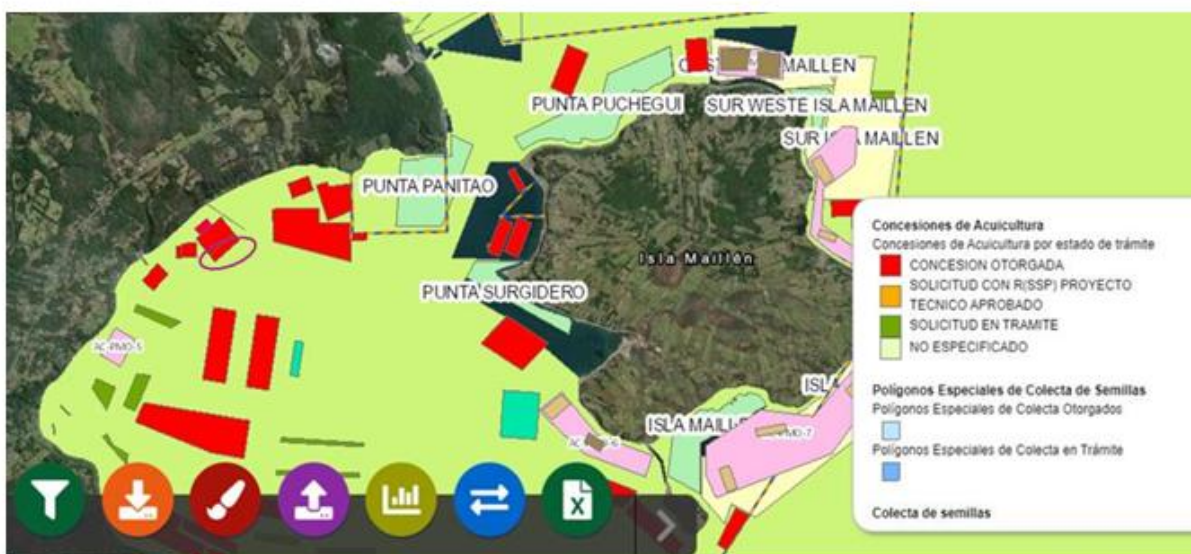 MAILLEN
PUNTA PUCHEGUI
SUR WESTE ISLA MAILLEN
SUR ISLA MAILLEN
PUNTA PANITAO
Isla Maillén
PUNTA SURGIDERO
ISLA
ISLA MAILL
Concesiones de Acuicultura
Concesiones de Acuicultura por estado de trámite
CONCESION OTORGADA
SOLICITUD CON R(SSP) PROYECTO
TECNICO APROBADO
SOLICITUD EN TRAMITE
NO ESPECIFICADO
Polígonos Especiales de Colecta de Semillas
Polígonos Especiales de Colecta Otorgados
Polígonos Especiales de Colecta en Trámite
Colecta de semillas